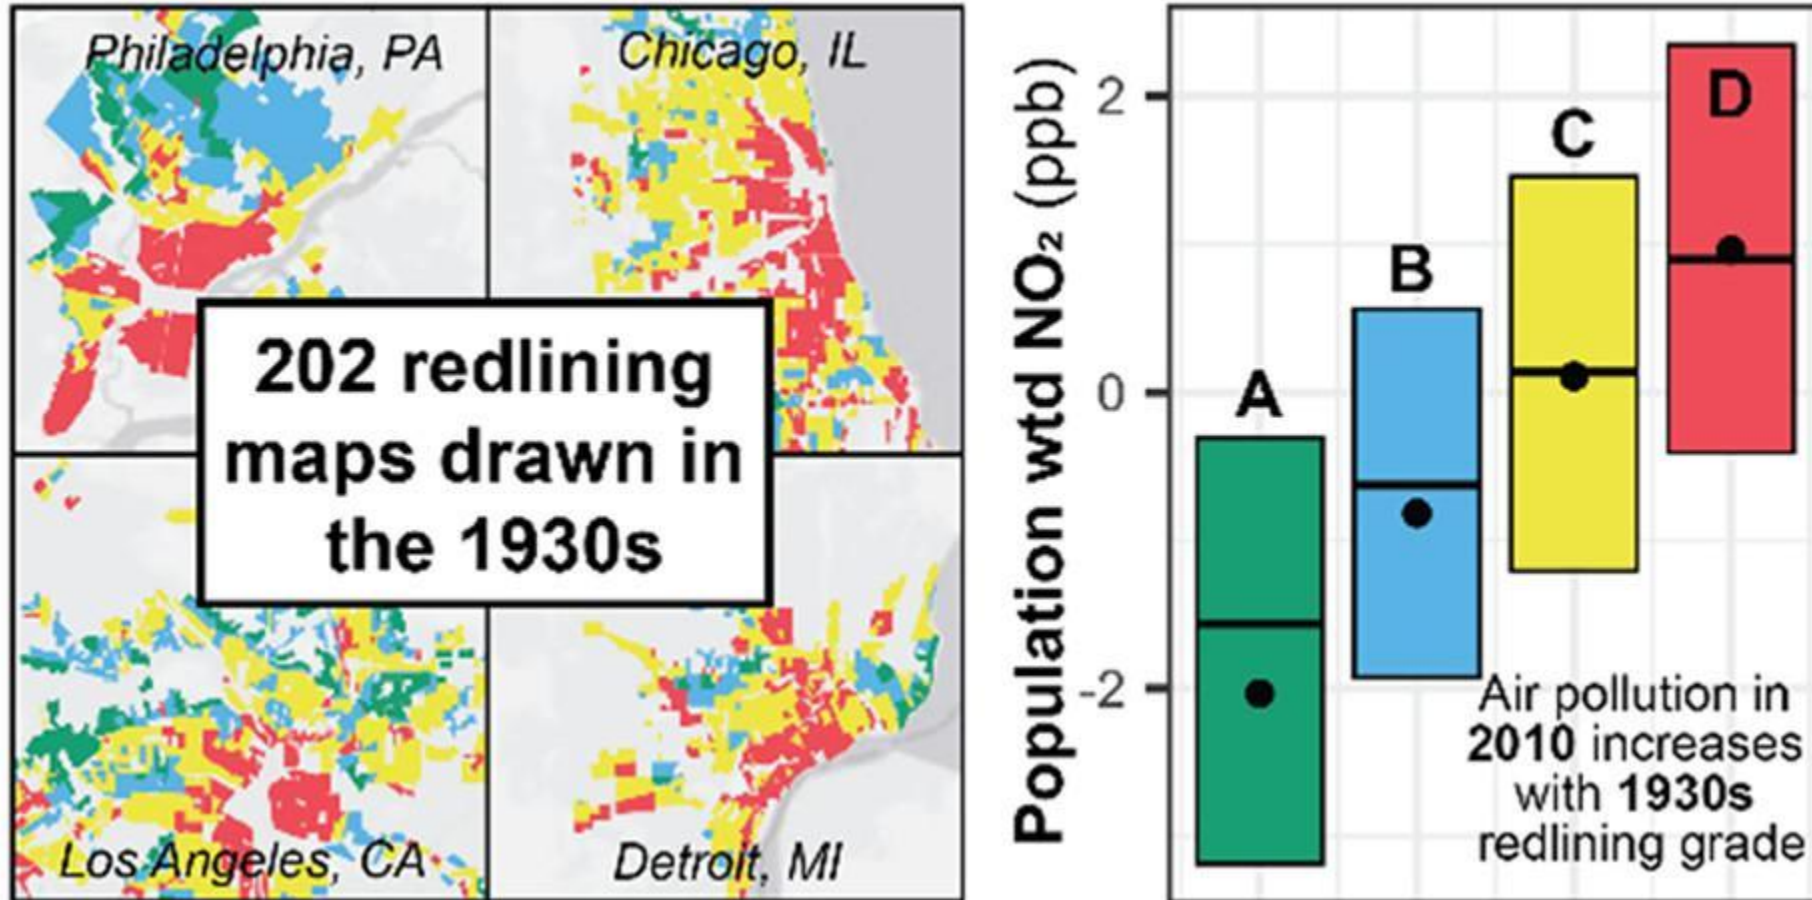 Philadelphia, PA
Chicago, IL
202 redlining
maps drawn in
the 1930s
Los Angeles, CA
Detroit, MI
Population wtd NO₂ (ppb)
2
0
-2
A
B
C
D
Air pollution in
2010 increases
with 1930s
redlining grade